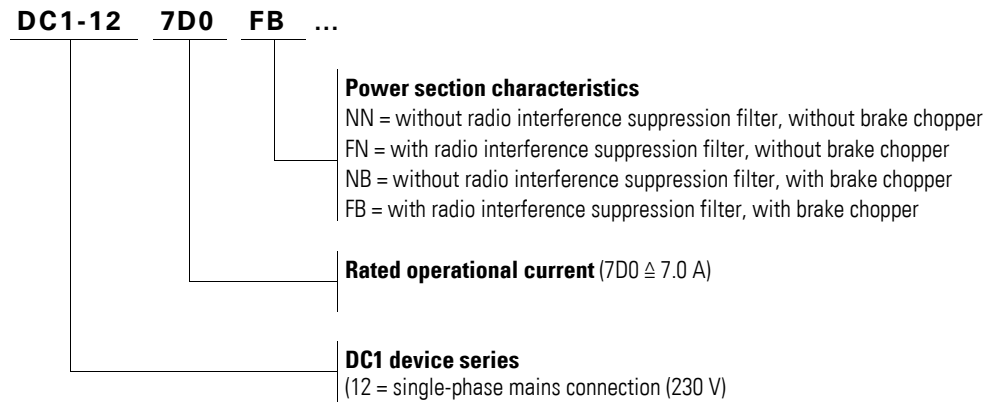 DC1-12 7D0 FB ...
Power section characteristics
NN = without radio interference suppression filter, without brake chopper
FN = with radio interference suppression filter, without brake chopper
NB = without radio interference suppression filter, with brake chopper
FB = with radio interference suppression filter, with brake chopper
Rated operational current (7D0 ≙ 7.0 A)
DC1 device series
(12 = single-phase mains connection (230 V)